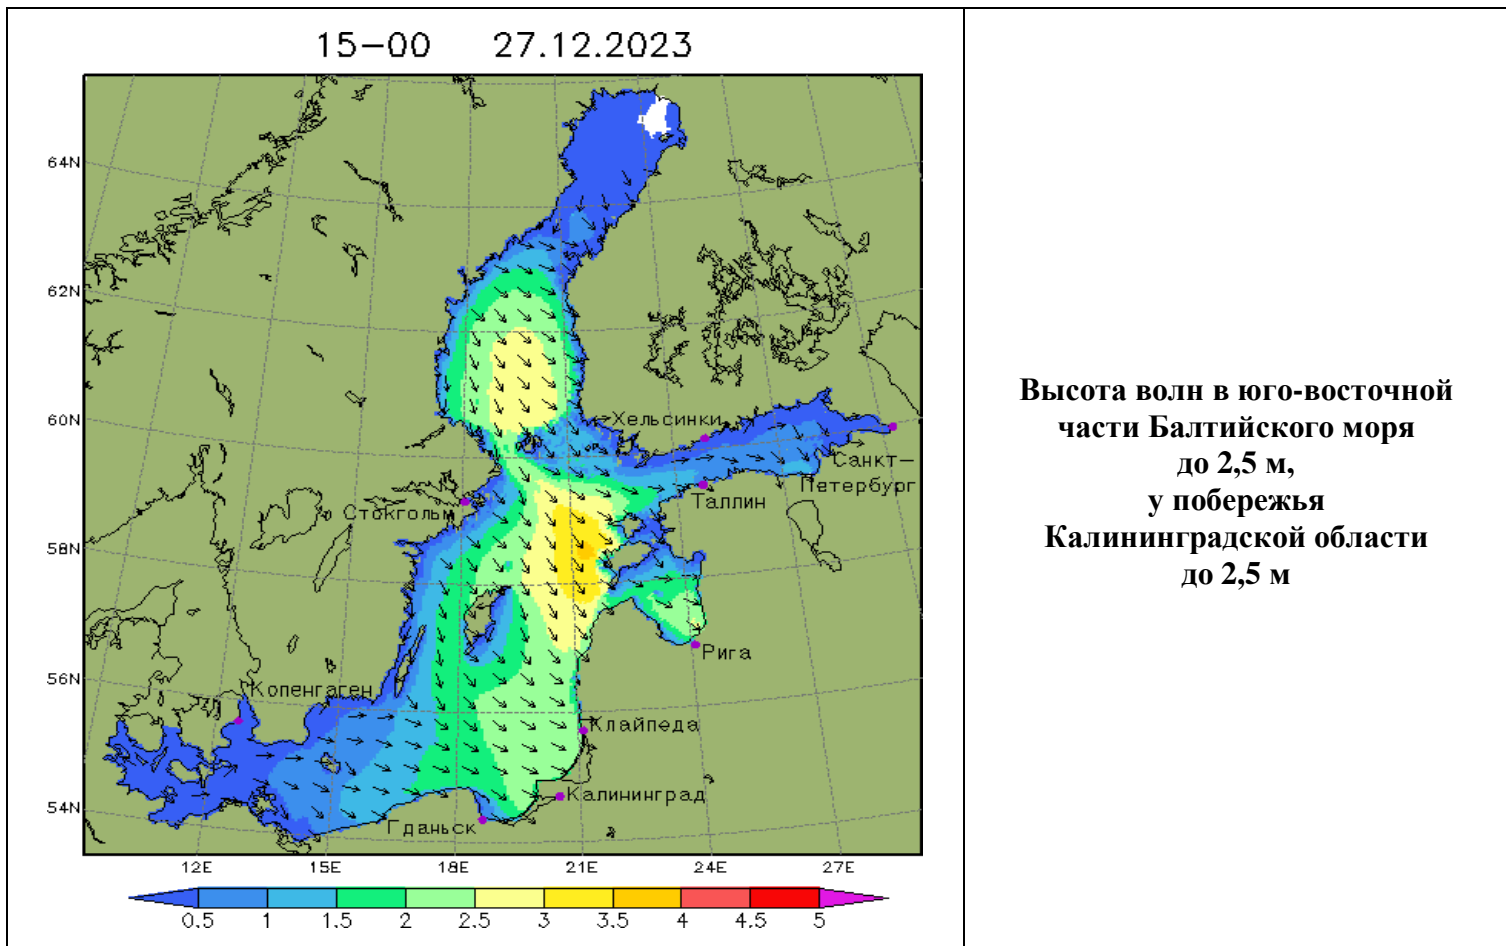 15-00 27.12.2023
64N
62N
60N
58N
56N
54N
Хельсинки
Санкт-
Петербург
Таллин
Стокгольм
Рига
Копенгаген
Клайпеда
Калининград
Гданьск
12E 15E 18E 21E 24E 27E
0.5 1 1.5 2 2.5 3 3.5 4 4.5 5
Высота волн в юго-восточной
части Балтийского моря
до 2,5 м,
у побережья
Калининградской области
до 2,5 м